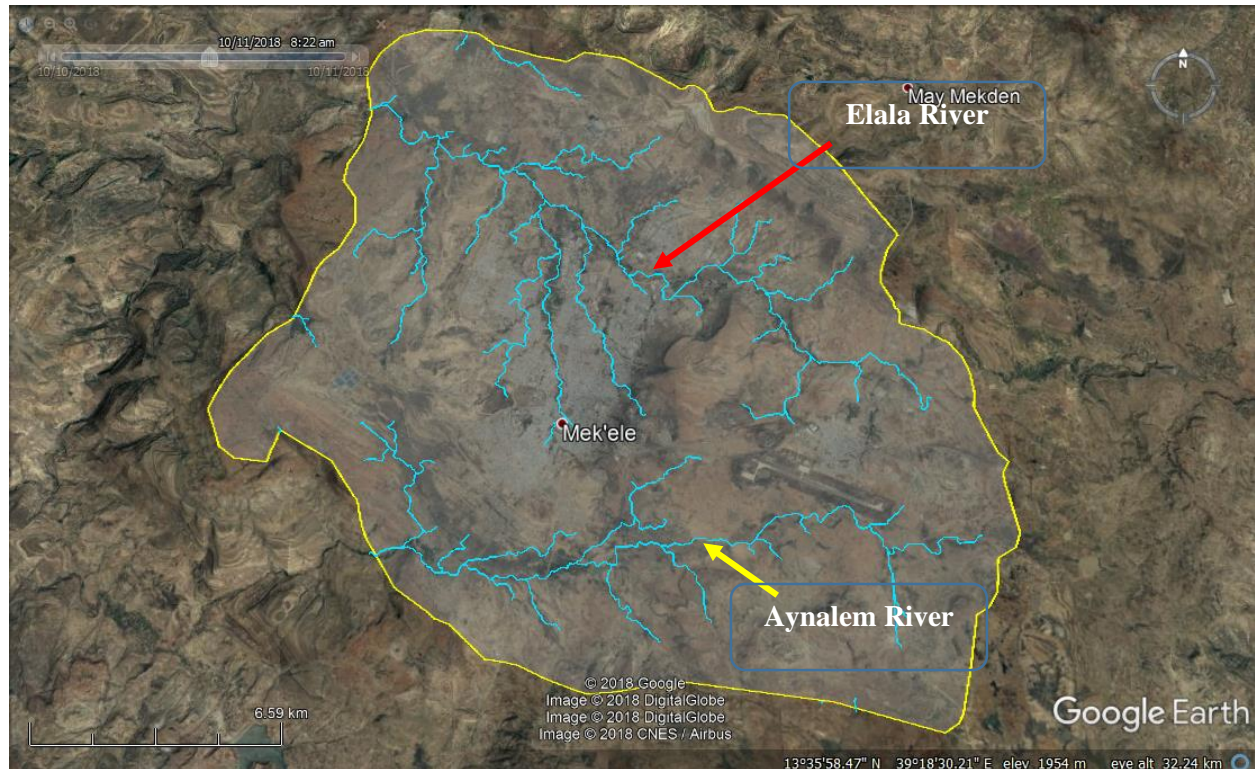 10/11/2018 8:22 am
10/10/2018
10/11/2018
N
May Mekden
Elala River
Mek'ele
Aynalem River
© 2018 Google
Image © 2018 DigitalGlobe
Image © 2018 DigitalGlobe
Image © 2018 CNES / Airbus
6.59 km
Google Earth
13°35'58.47" N 39°18'30.21" E elev 1954 m eye alt 32.24 km